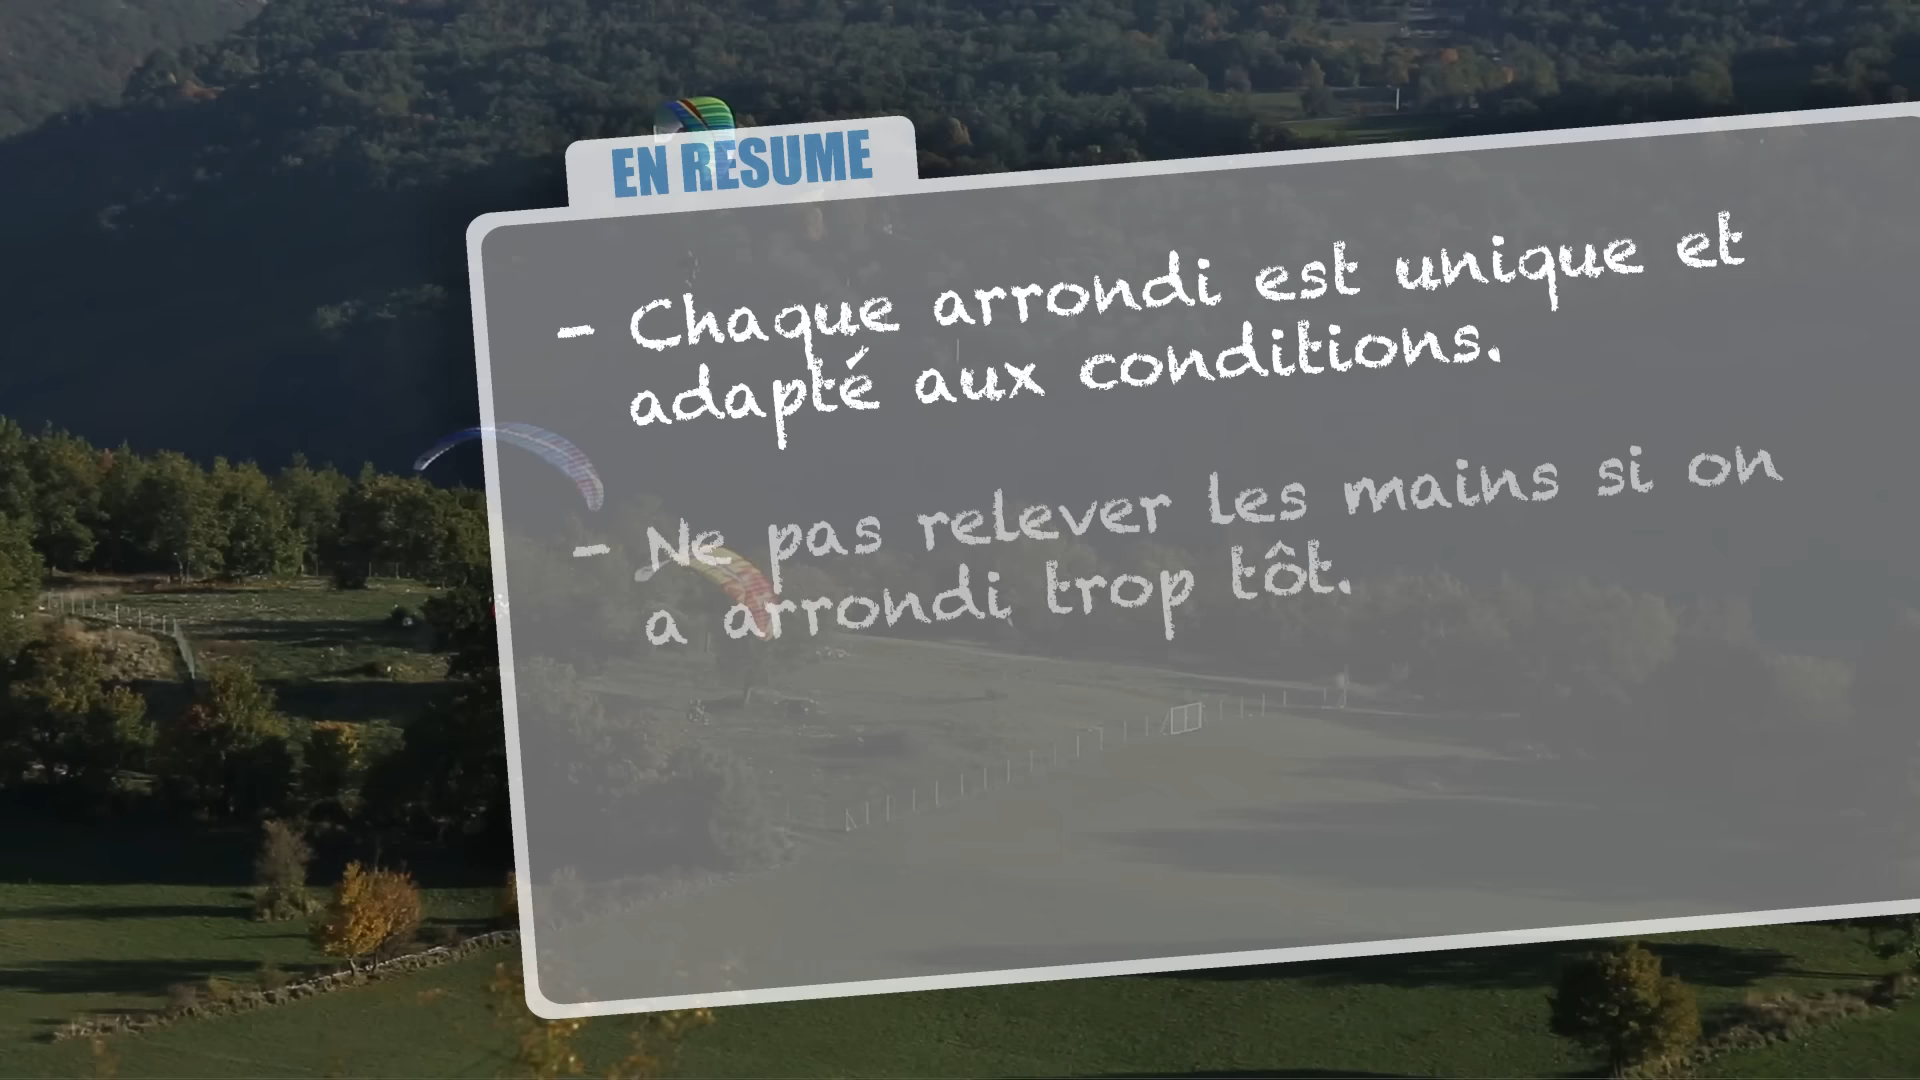 EN RESUME
- Chaque arrondi est unique et
adapté aux conditions.
- Ne pas relever les mains si on
a arrondi trop tôt.